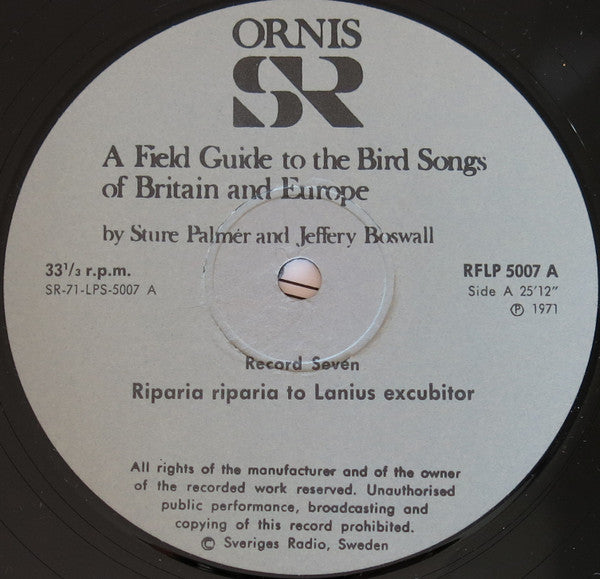 ORNIS
SR
A Field Guide to the Bird Songs
of Britain and Europe
by Sture Palmér and Jeffery Boswall
33 1/3 r.p.m.
SR-71-LPS-5007 A
RFLP 5007 A
Side A 25'12"
℗ 1971
Record Seven
Riparia riparia to Lanius excubitor
All rights of the manufacturer and of the owner
of the recorded work reserved. Unauthorised
public performance, broadcasting and
copying of this record prohibited.
© Sveriges Radio, Sweden